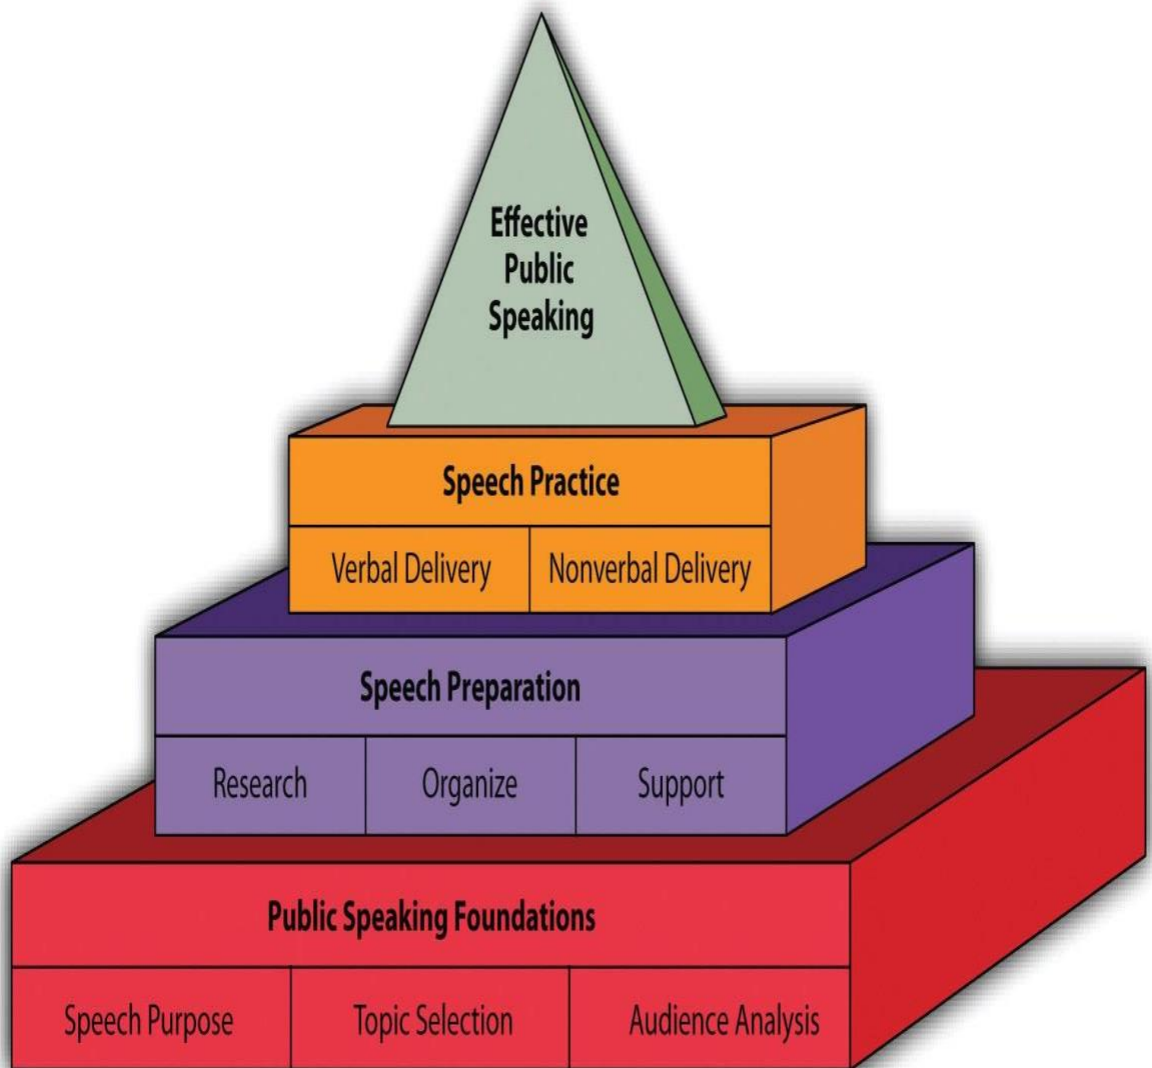 Effective
Public
Speaking
Speech Practice
Verbal Delivery
Nonverbal Delivery
Speech Preparation
Research
Organize
Support
Public Speaking Foundations
Speech Purpose
Topic Selection
Audience Analysis